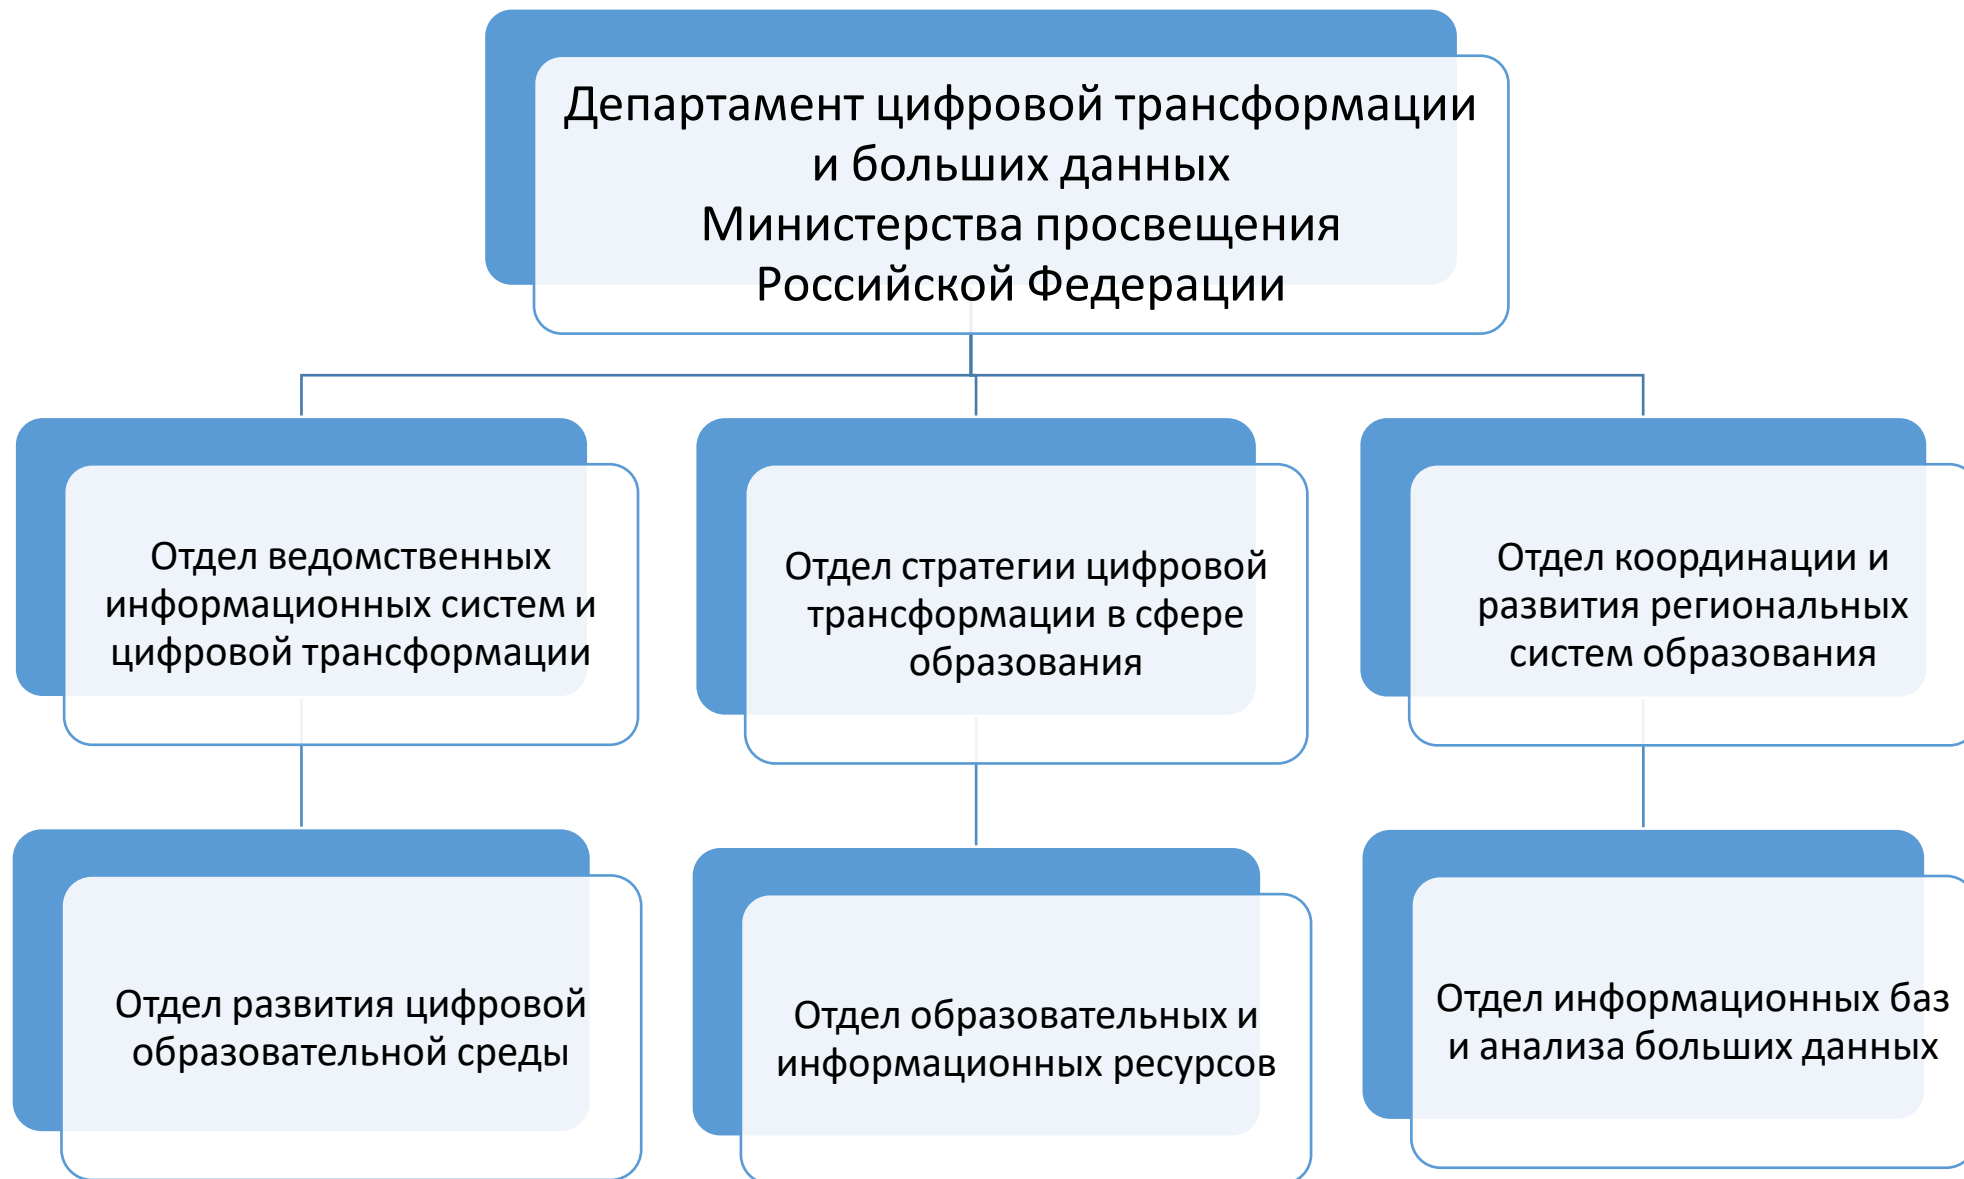 Департамент цифровой трансформации
и больших данных
Министерства просвещения
Российской Федерации
Отдел ведомственных
информационных систем и
цифровой трансформации
Отдел стратегии цифровой
трансформации в сфере
образования
Отдел координации и
развития региональных
систем образования
Отдел развития цифровой
образовательной среды
Отдел образовательных и
информационных ресурсов
Отдел информационных баз
и анализа больших данных